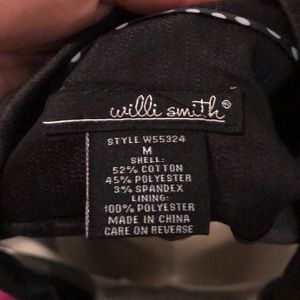 willi smith®
STYLE W55324
M
SHELL:
52% COTTON
45% POLYESTER
3% SPANDEX
LINING:
100% POLYESTER
MADE IN CHINA
CARE ON REVERSE